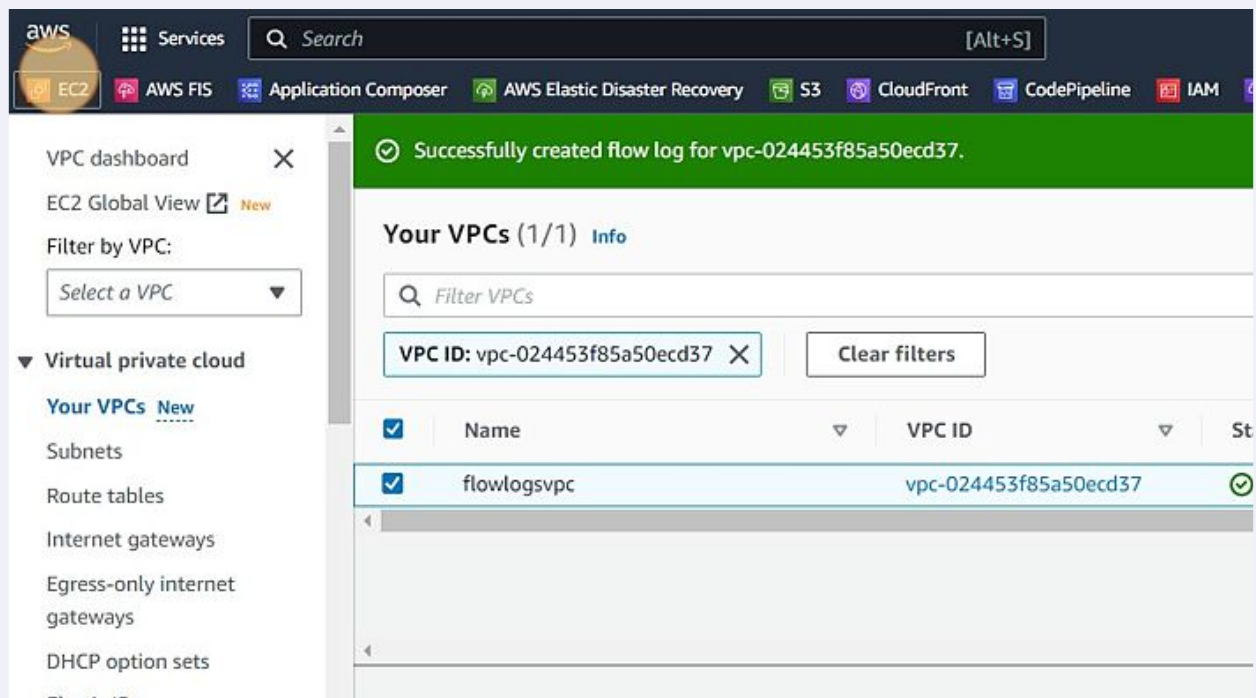 aws
Services
Search
[Alt+S]
EC2
AWS FIS
Application Composer
AWS Elastic Disaster Recovery
S3
CloudFront
CodePipeline
IAM
VPC dashboard
EC2 Global View New
Filter by VPC:
Select a VPC
Virtual private cloud
Your VPCs New
Subnets
Route tables
Internet gateways
Egress-only internet
gateways
DHCP option sets
Successfully created flow log for vpc-024453f85a50ecd37.
Your VPCs (1/1) Info
Filter VPCs
VPC ID: vpc-024453f85a50ecd37
Clear filters
Name
VPC ID
St
flowlogsvpc
vpc-024453f85a50ecd37